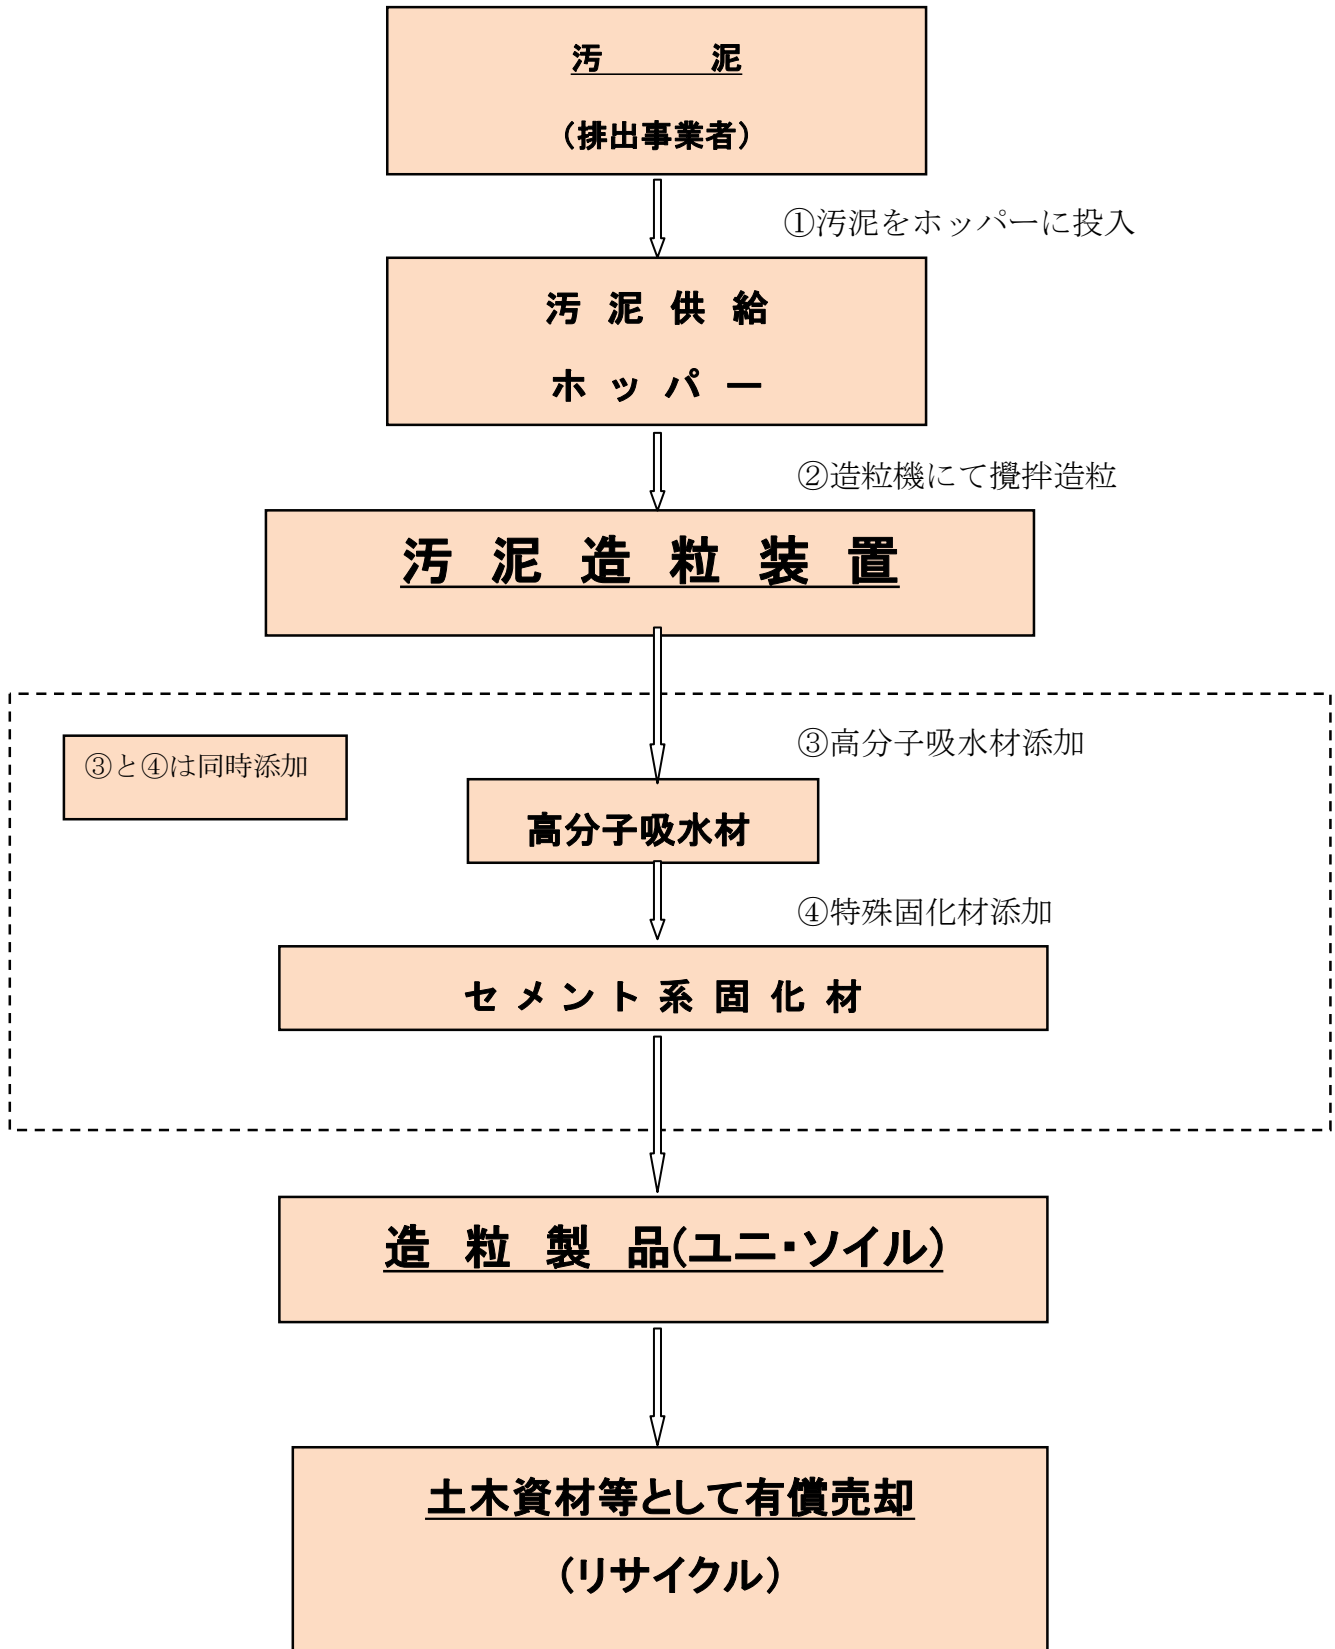 汚　　　泥
（排出事業者）
①汚泥をホッパーに投入
汚 泥 供 給
ホ ッ パ ー
②造粒機にて攪拌造粒
汚 泥 造 粒 装 置
③と④は同時添加
③高分子吸水材添加
高分子吸水材
④特殊固化材添加
セ メ ン ト 系 固 化 材
造 粒 製 品(ユニ・ソイル)
土木資材等として有償売却
（リサイクル）